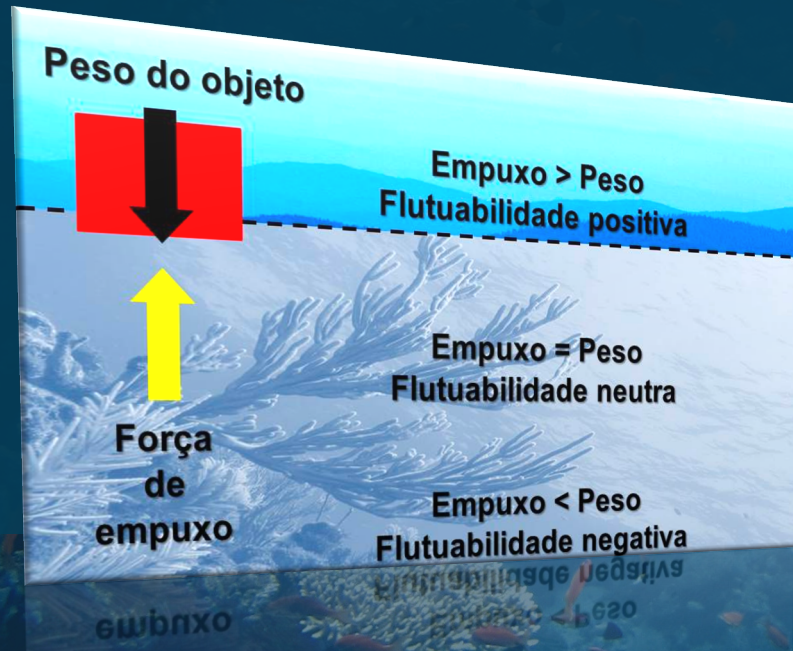 Peso do objeto
Empuxo > Peso
Flutuabilidade positiva
Empuxo = Peso
Flutuabilidade neutra
Força
de
empuxo
Empuxo < Peso
Flutuabilidade negativa